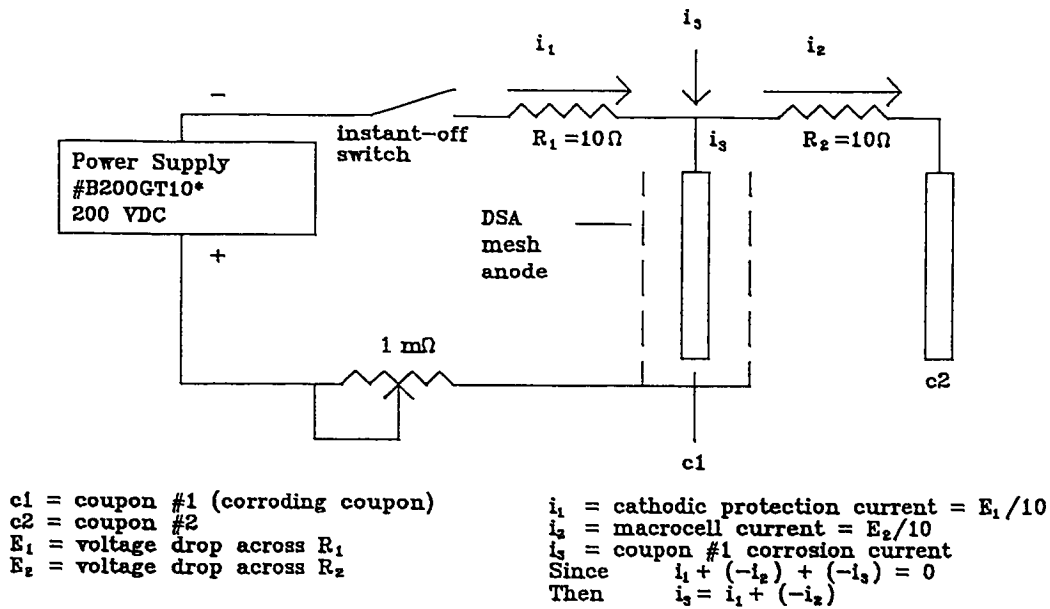 i₃
i₁
i₂
−
instant-off
switch
R₁ =10Ω
i₃
R₂ =10Ω
Power Supply
#B200GT10*
200 VDC
+
DSA
mesh
anode
1 mΩ
c2
c1
c1 = coupon #1 (corroding coupon)
c2 = coupon #2
E₁ = voltage drop across R₁
E₂ = voltage drop across R₂
i₁ = cathodic protection current = E₁/10
i₂ = macrocell current = E₂/10
i₃ = coupon #1 corrosion current
Since i₁ + (-i₂) + (-i₃) = 0
Then i₃ = i₁ + (-i₂)